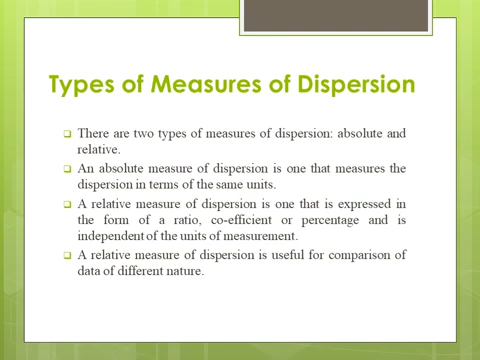 Types of Measures of Dispersion
There are two types of measures of dispersion: absolute and
relative.
An absolute measure of dispersion is one that measures the
dispersion in terms of the same units.
A relative measure of dispersion is one that is expressed in
the form of a ratio, co-efficient or percentage and is
independent of the units of measurement.
A relative measure of dispersion is useful for comparison of
data of different nature.